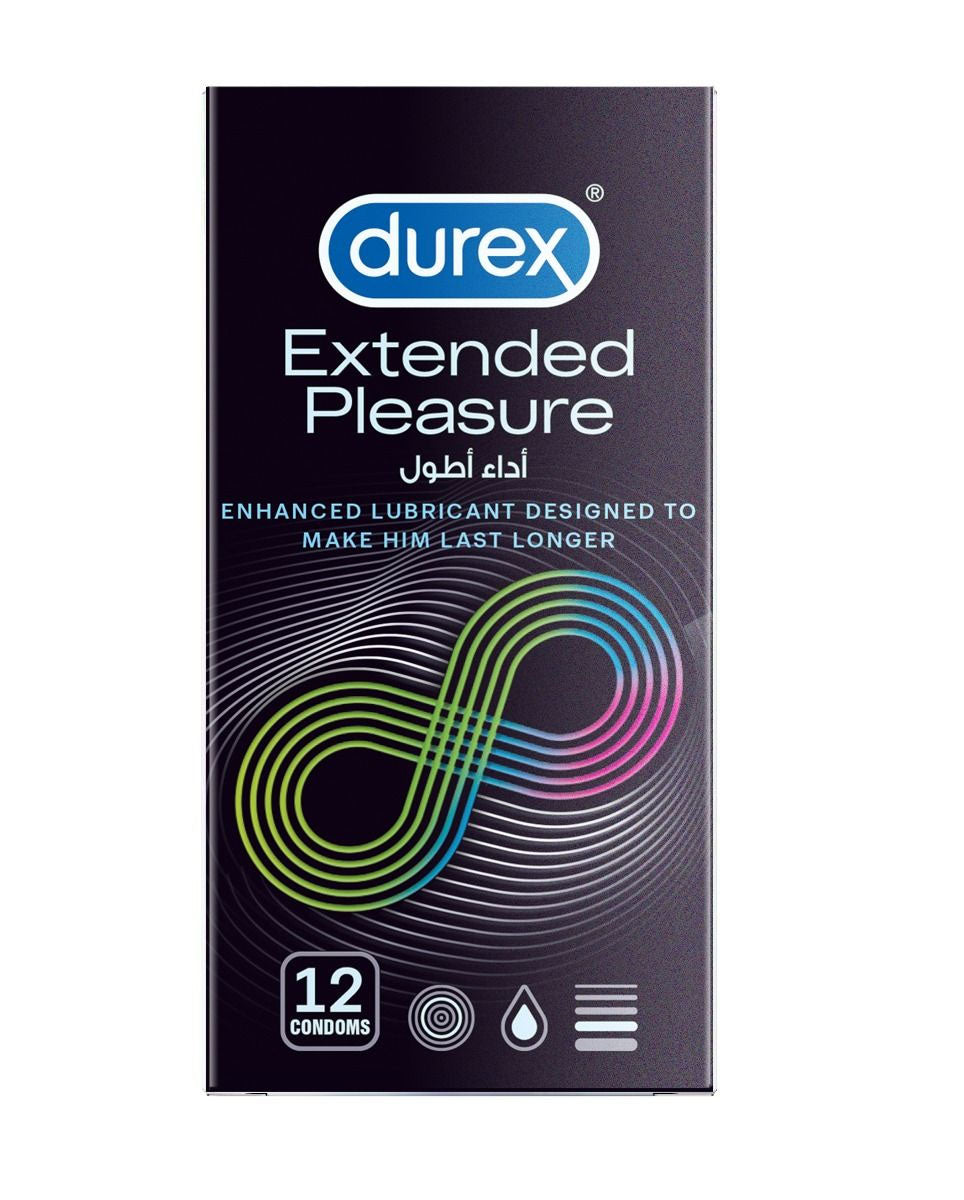 durex®
Extended
Pleasure
أداء أطول
ENHANCED LUBRICANT DESIGNED TO
MAKE HIM LAST LONGER
12
CONDOMS